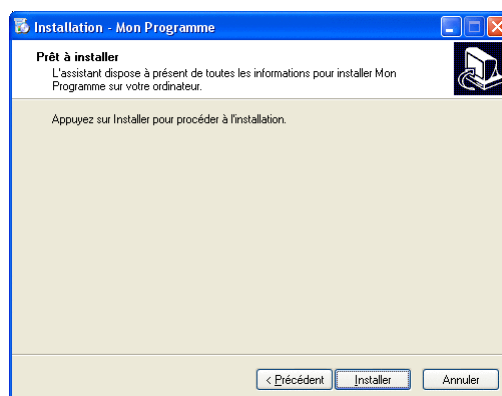 Installation - Mon Programme
Prêt à installer
L'assistant dispose à présent de toutes les informations pour installer Mon
Programme sur votre ordinateur.
Appuyez sur Installer pour procéder à l'installation.
< Précédent Installer Annuler